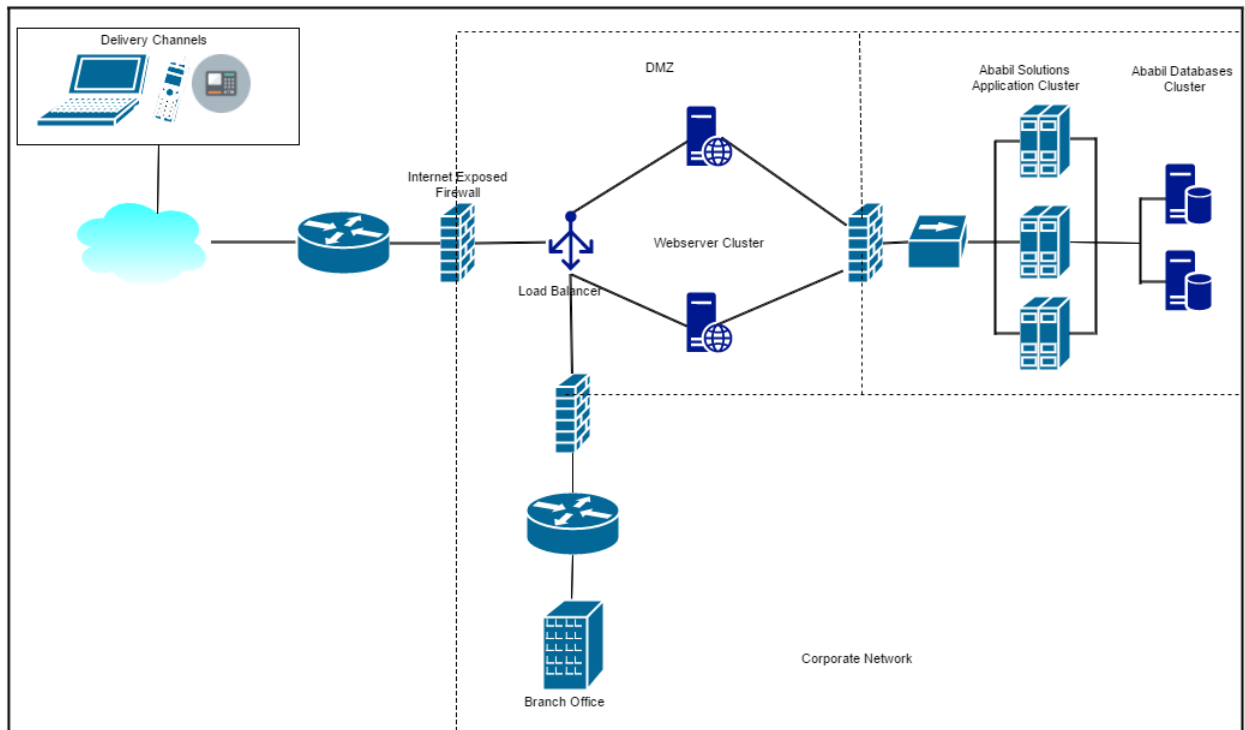 Delivery Channels
DMZ
Ababil Solutions
Application Cluster
Ababil Databases
Cluster
Internet Exposed
Firewall
Webserver Cluster
Load Balancer
Corporate Network
Branch Office